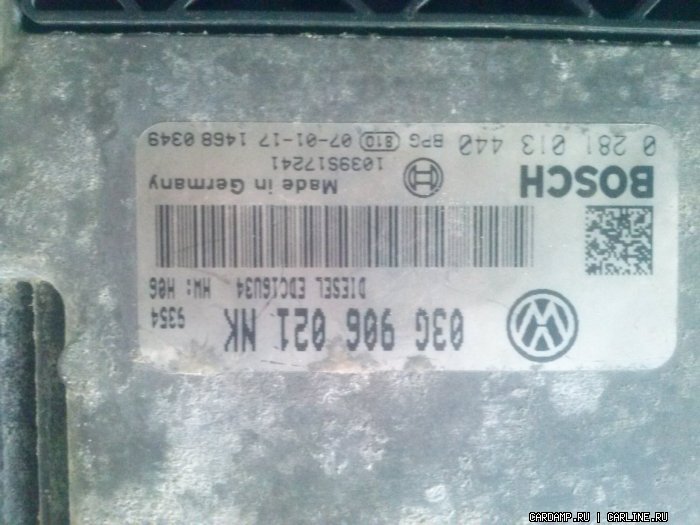 03G 906 021 NK 9354
DIESEL EDC16U34 HW: H06
BOSCH Made in Germany
1039S17241
0 281 013 440 BPG 810 07-01-17 1468 0349
CARDAMP.RU | CARLINE.RU